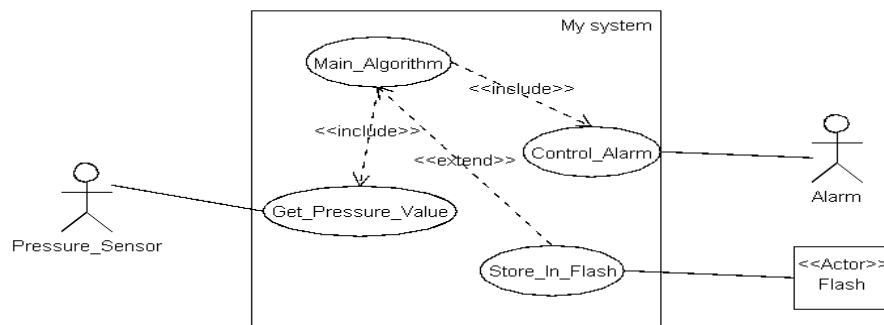 My system
Main_Algorithm
<<include>>
<<include>>
<<extend>>
Control_Alarm
Alarm
Get_Pressure_Value
Pressure_Sensor
Store_In_Flash
<<Actor>>
Flash